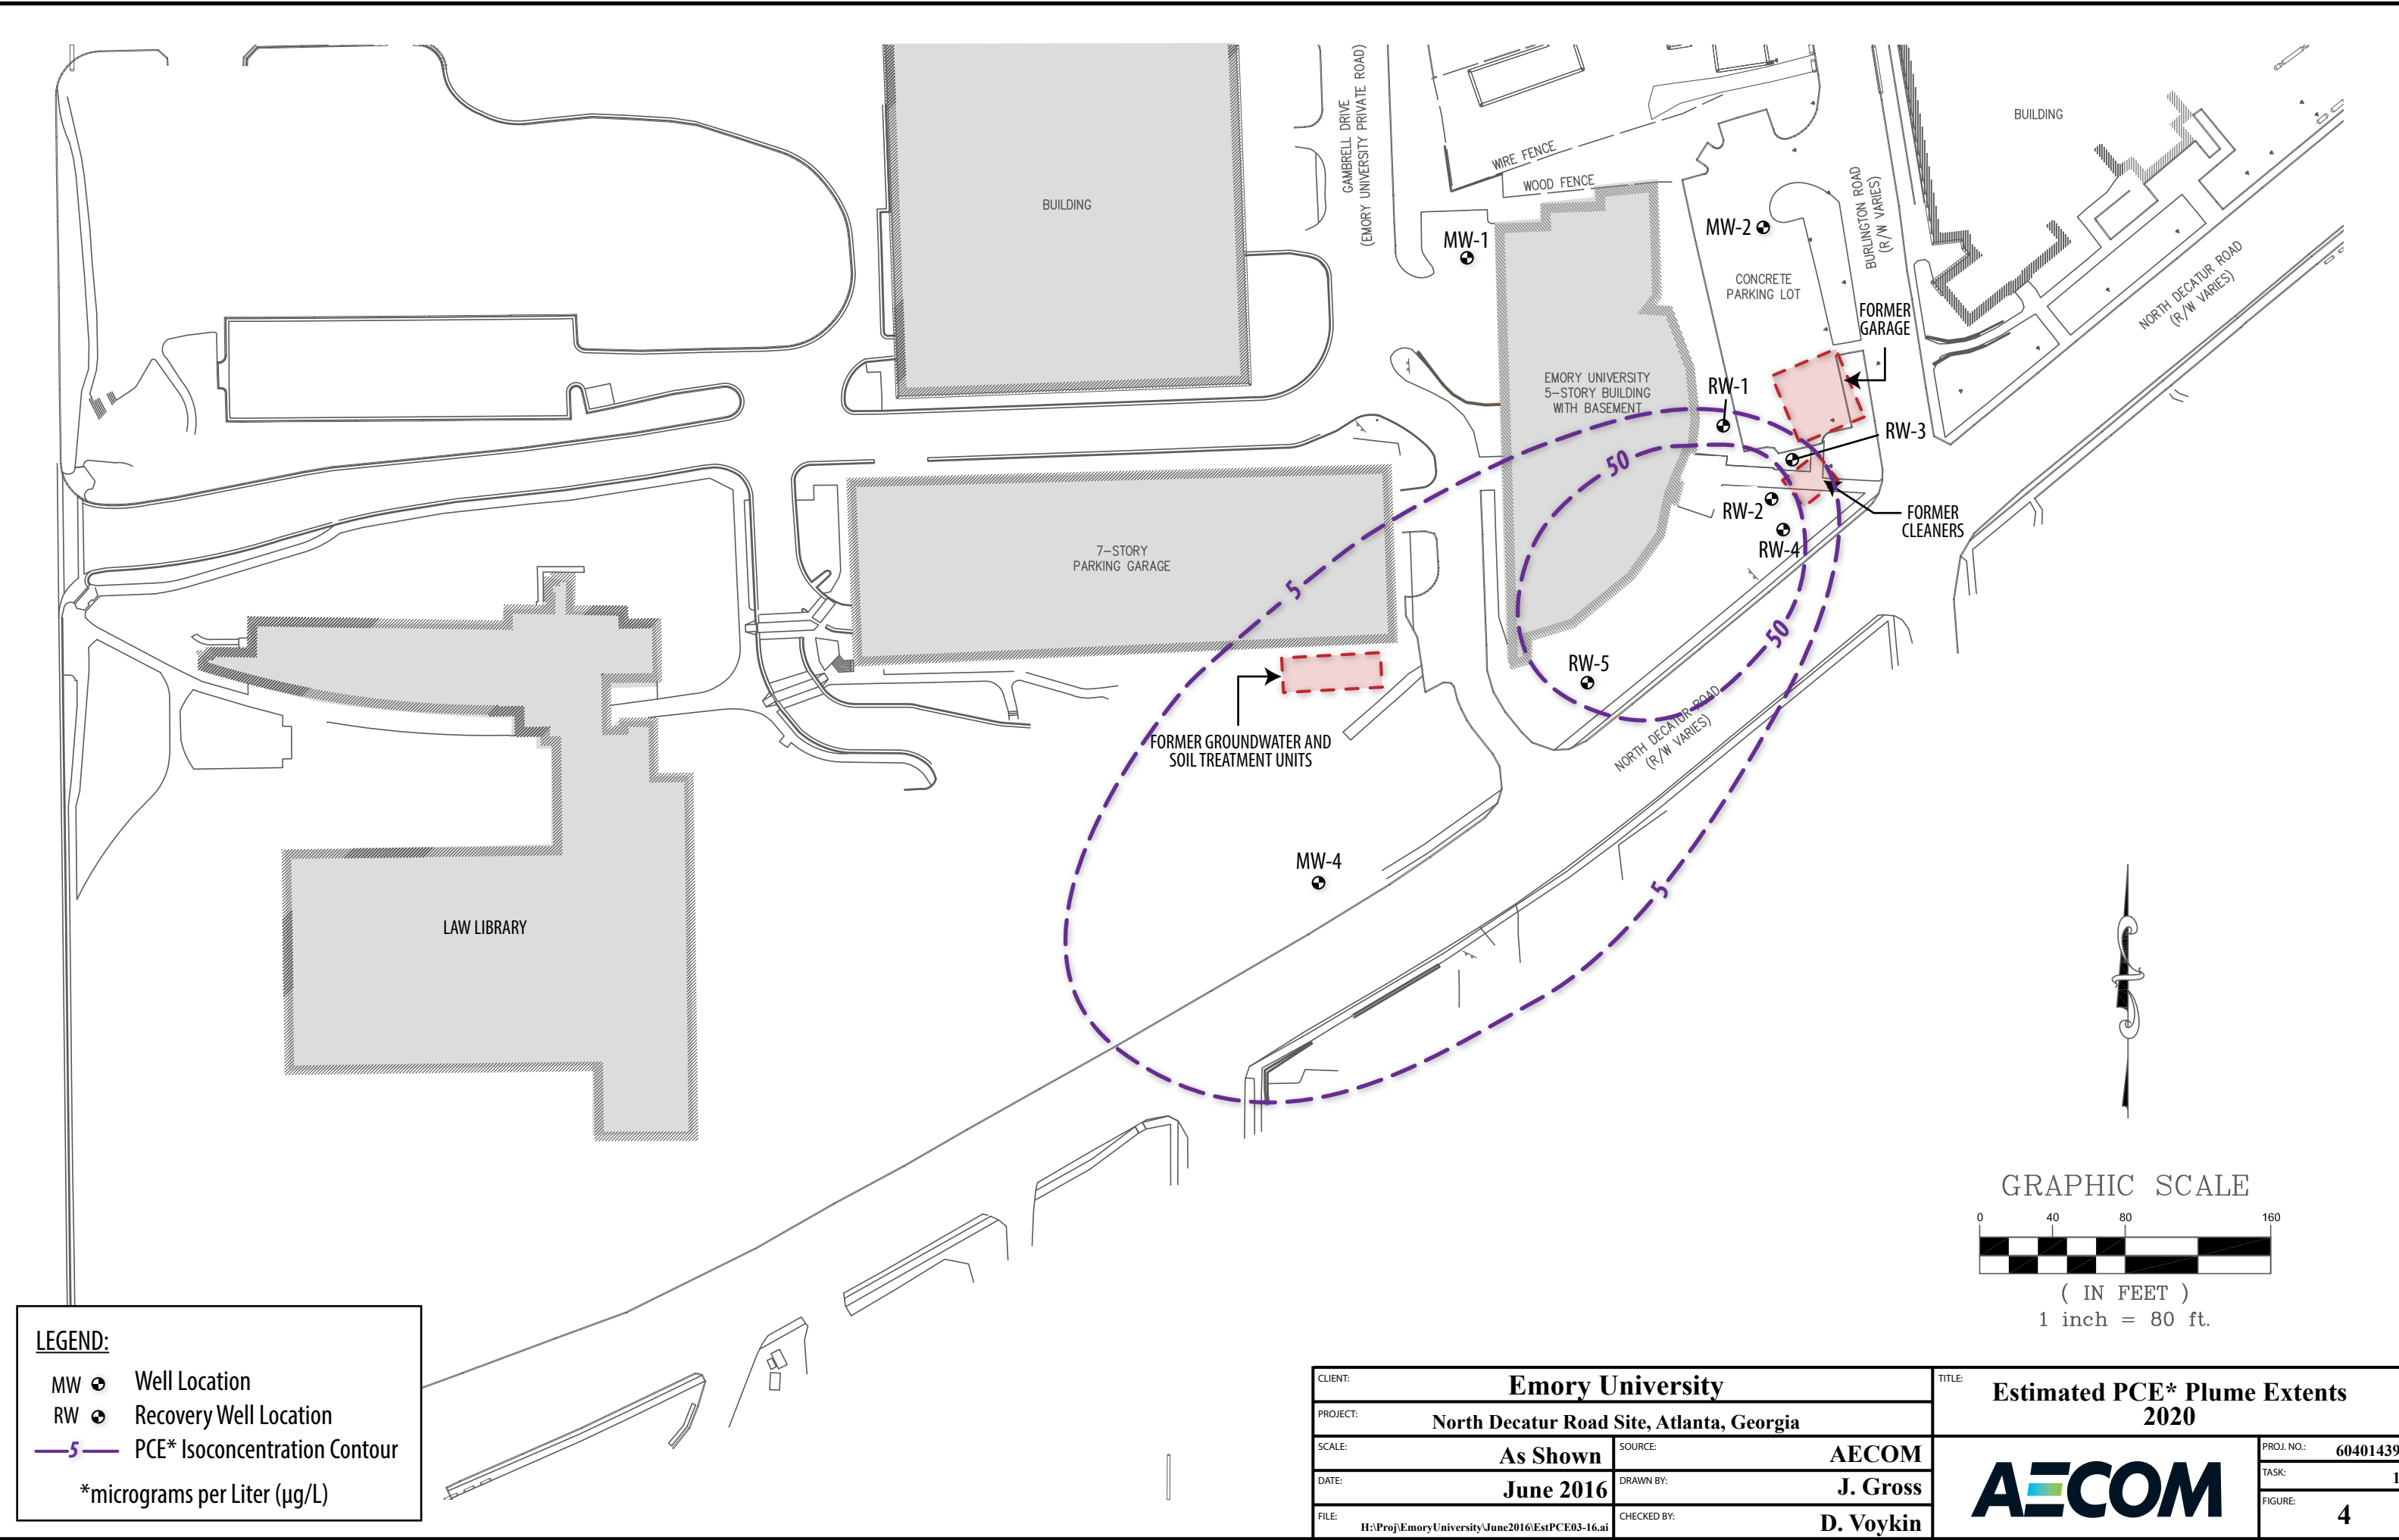 GAMBRELL DRIVE
(EMORY UNIVERSITY PRIVATE ROAD)
BUILDING
BUILDING
WIRE FENCE
WOOD FENCE
MW-1
MW-2
BURLINGTON ROAD
(R/W VARIES)
CONCRETE
PARKING LOT
NORTH DECATUR ROAD
(R/W VARIES)
FORMER
GARAGE
EMORY UNIVERSITY
5-STORY BUILDING
WITH BASEMENT
RW-1
RW-3
50
RW-2
FORMER
CLEANERS
RW-4
7-STORY
PARKING GARAGE
5
50
RW-5
NORTH DECATUR ROAD
(R/W VARIES)
FORMER GROUNDWATER AND
SOIL TREATMENT UNITS
MW-4
5
LAW LIBRARY
GRAPHIC SCALE
0 40 80 160
( IN FEET )
1 inch = 80 ft.
LEGEND:
MW Well Location
RW Recovery Well Location
5 PCE* Isoconcentration Contour
*micrograms per Liter (µg/L)
CLIENT: Emory University
PROJECT: North Decatur Road Site, Atlanta, Georgia
SCALE: As Shown
SOURCE: AECOM
DATE: June 2016
DRAWN BY: J. Gross
FILE: H:\Proj\EmoryUniversity\June2016\EstPCE03-16.ai
CHECKED BY: D. Voykin
TITLE: Estimated PCE* Plume Extents
2020
AECOM
PROJ. NO.: 60401439
TASK: 1
FIGURE: 4